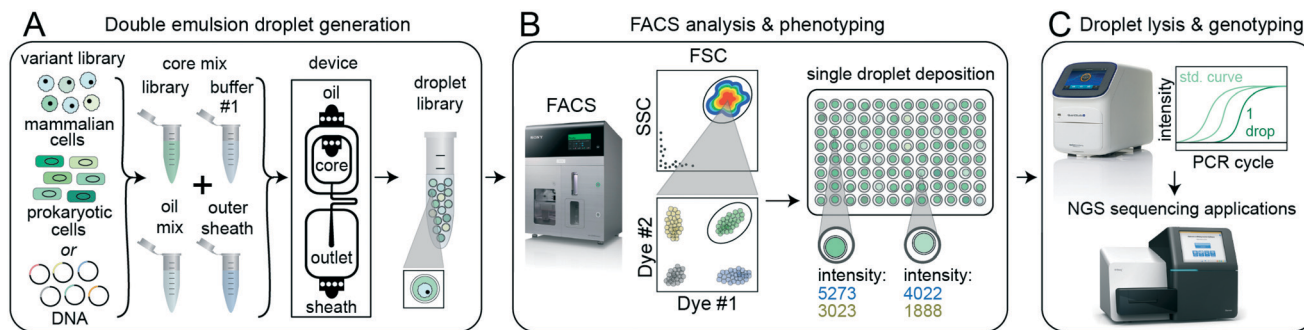 A
Double emulsion droplet generation
variant library
mammalian
cells
prokaryotic
cells
or
DNA
core mix
library
buffer
#1
+
oil
mix
outer
sheath
device
oil
core
outlet
sheath
droplet
library
B
FACS analysis & phenotyping
FACS
SONY
FSC
SSC
Dye #2
Dye #1
single droplet deposition
intensity:
5273
3023
intensity:
4022
1888
C
Droplet lysis & genotyping
intensity
std. curve
1
drop
PCR cycle
NGS sequencing applications